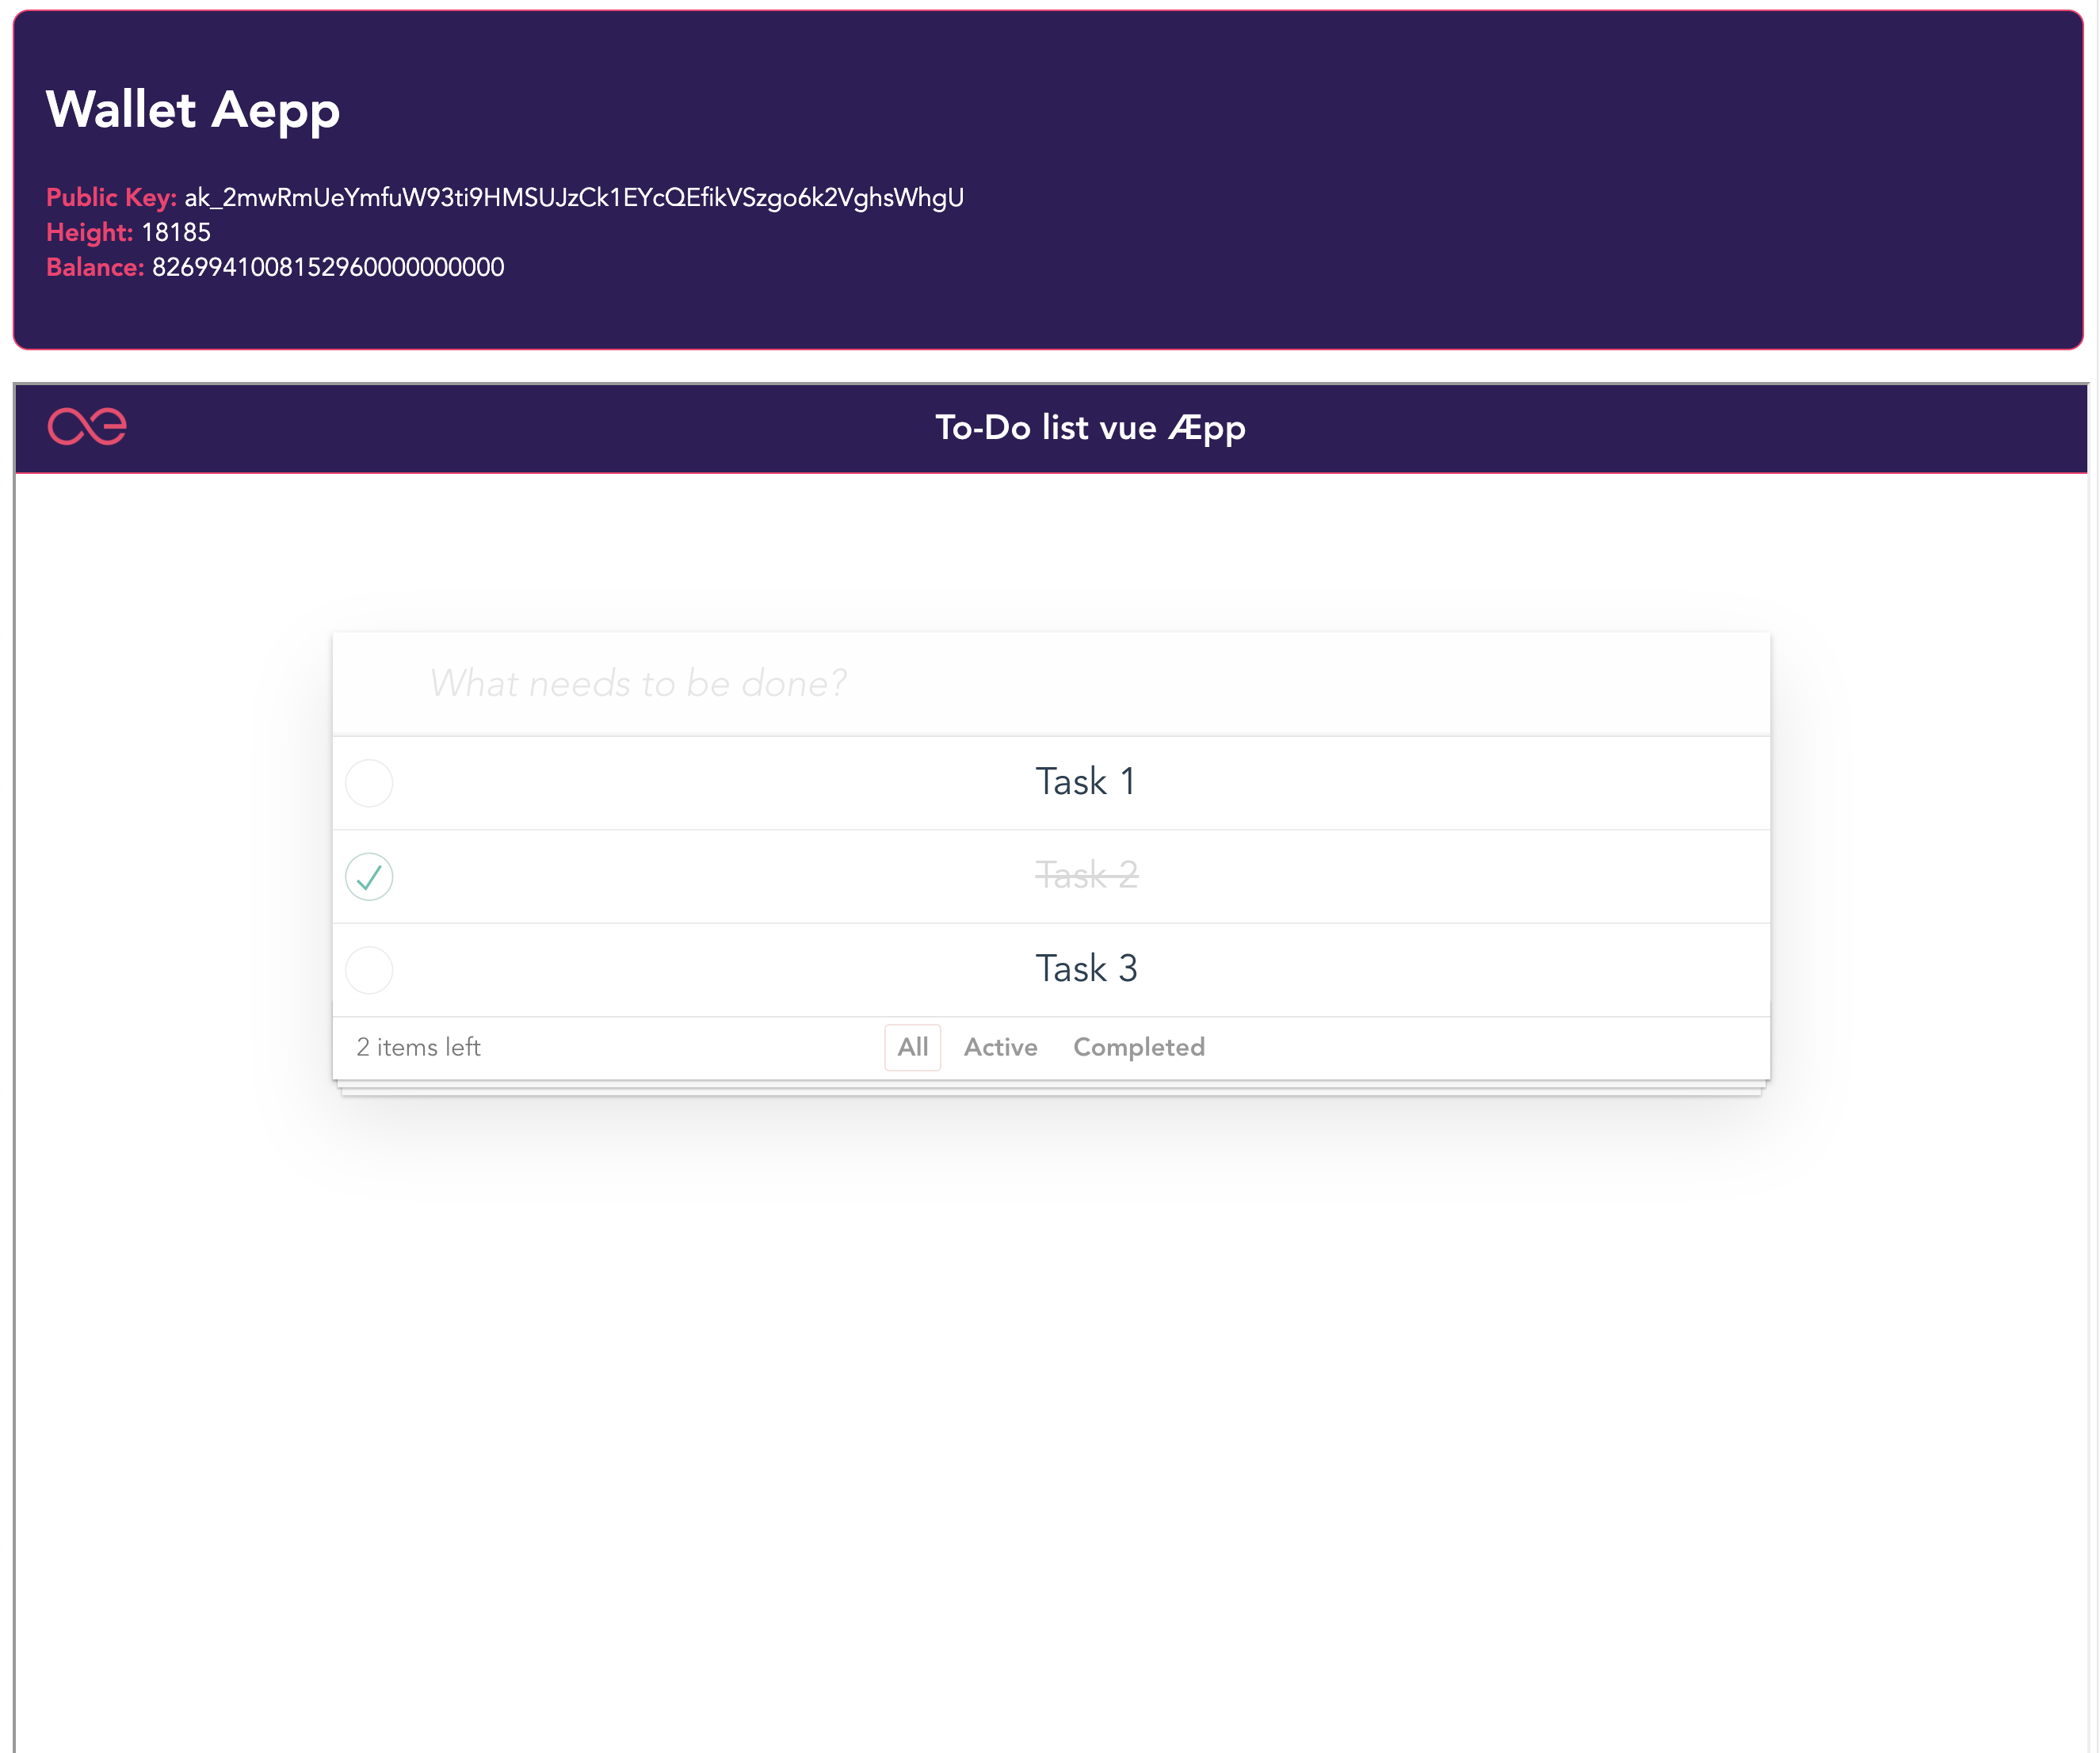 Wallet Aepp
Public Key: ak_2mwRmUeYmfuW93ti9HMSUJzCk1EYcQEfikVSzgo6k2VghsWhgU
Height: 18185
Balance: 8269941008152960000000000
To-Do list vue Æpp
What needs to be done?
Task 1
Task 2
Task 3
2 items left All Active Completed